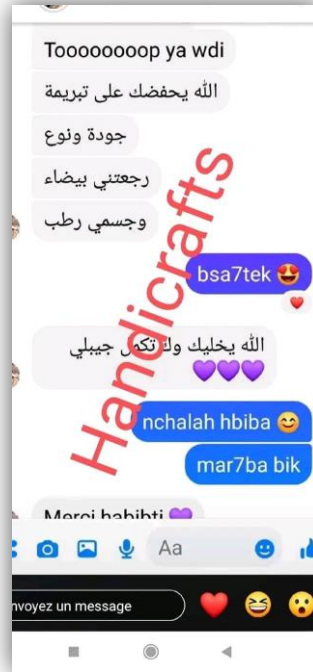 Toooooooop ya wdi
الله يحفضك على تبريمة
جودة ونوع
رجعتني بيضاء
وجسمي رطب
bsa7tek 😍
❤️
الله يخليك ولا تكمل جيبلي
💜💜💜
nchalah hbiba 😊
mar7ba bik
Merci habibti 💜
Aa
nvoyez un message
Handicrafts